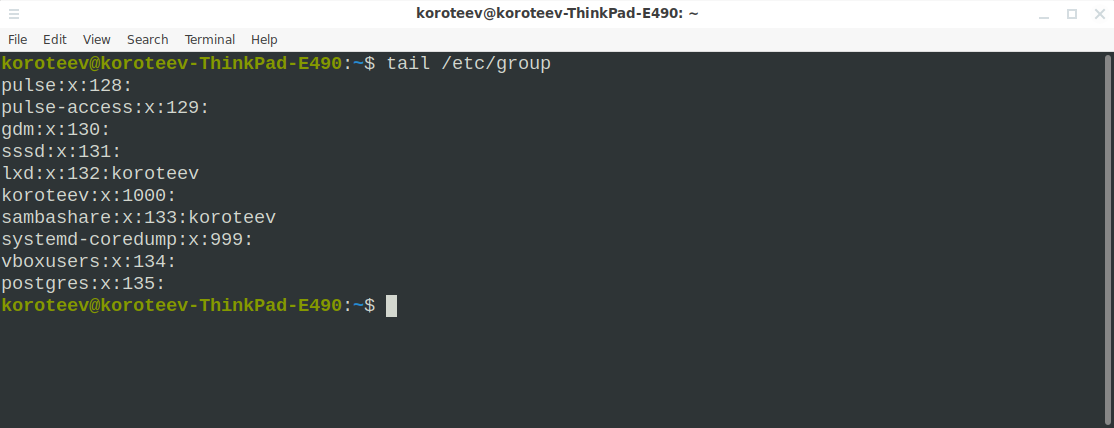 koroteev@koroteev-ThinkPad-E490: ~
File Edit View Search Terminal Help
koroteev@koroteev-ThinkPad-E490:~$ tail /etc/group
pulse:x:128:
pulse-access:x:129:
gdm:x:130:
sssd:x:131:
lxd:x:132:koroteev
koroteev:x:1000:
sambashare:x:133:koroteev
systemd-coredump:x:999:
vboxusers:x:134:
postgres:x:135:
koroteev@koroteev-ThinkPad-E490:~$